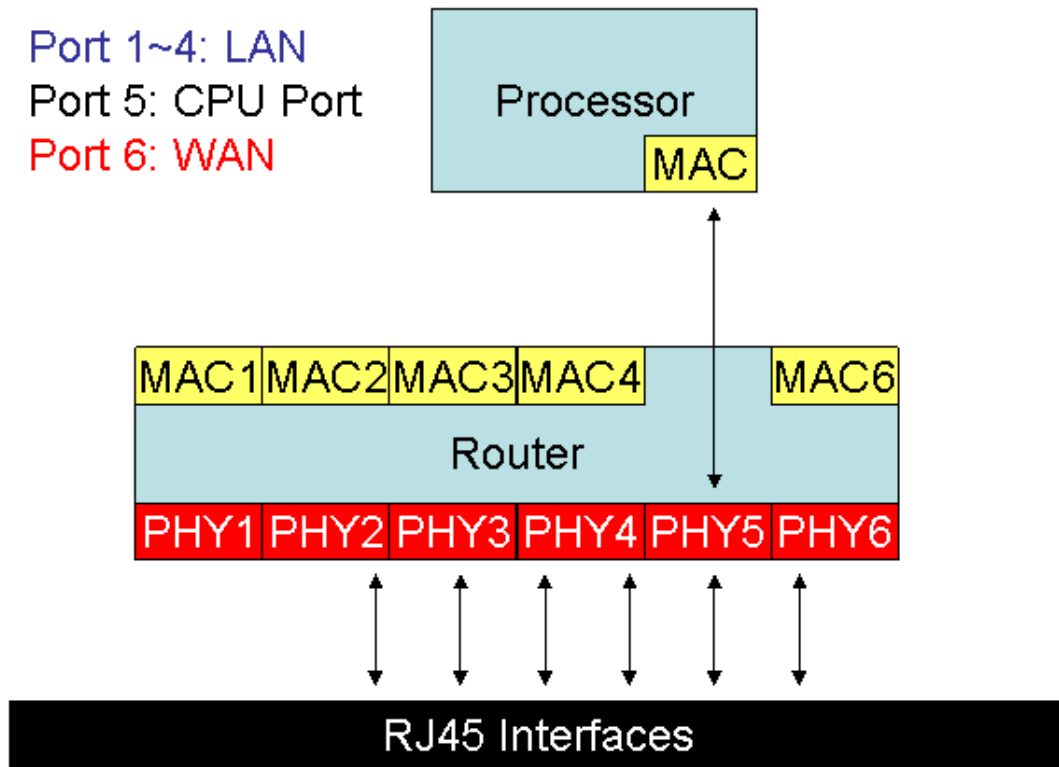 Port 1~4: LAN
Port 5: CPU Port
Port 6: WAN
Processor
MAC
MAC1 MAC2 MAC3 MAC4 MAC6
Router
PHY1 PHY2 PHY3 PHY4 PHY5 PHY6
RJ45 Interfaces